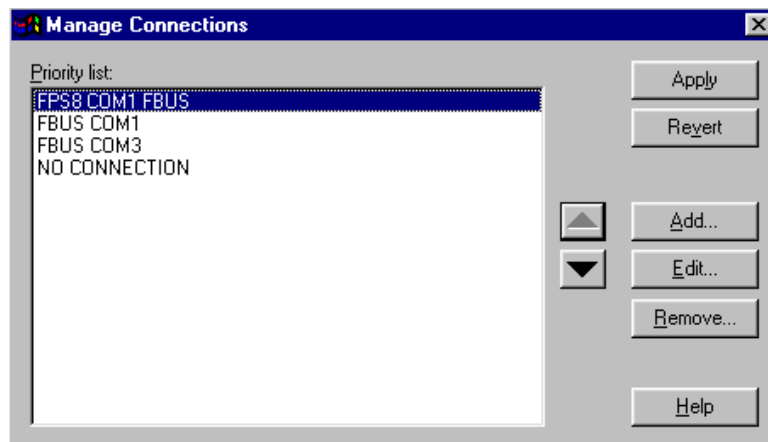 Manage Connections
Priority list:
FPS8 COM1 FBUS
FBUS COM1
FBUS COM3
NO CONNECTION
Apply
Revert
Add...
Edit...
Remove...
Help